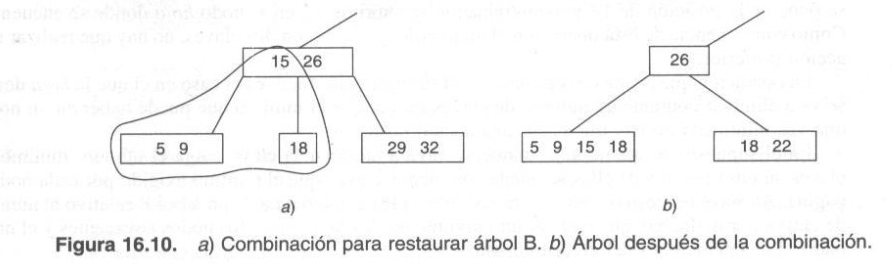 15 26
5 9
18
29 32
a)
26
5 9 15 18
18 22
b)
Figura 16.10. a) Combinación para restaurar árbol B. b) Árbol después de la combinación.